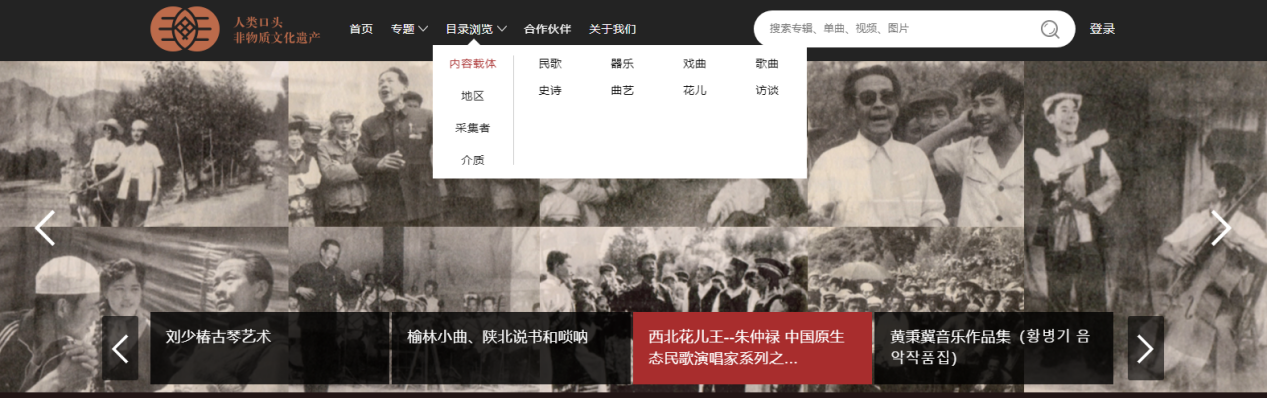 人类口头
非物质文化遗产
首页 专题 目录浏览 合作伙伴 关于我们
搜索专辑、单曲、视频、图片
登录
内容载体 民歌 器乐 戏曲 歌曲
地区 史诗 曲艺 花儿 访谈
采集者
介质
刘少椿古琴艺术
榆林小曲、陕北说书和唢呐
西北花儿王--朱仲禄 中国原生
态民歌演唱家系列之...
黄秉冀音乐作品集（황병기 음
악작품집）